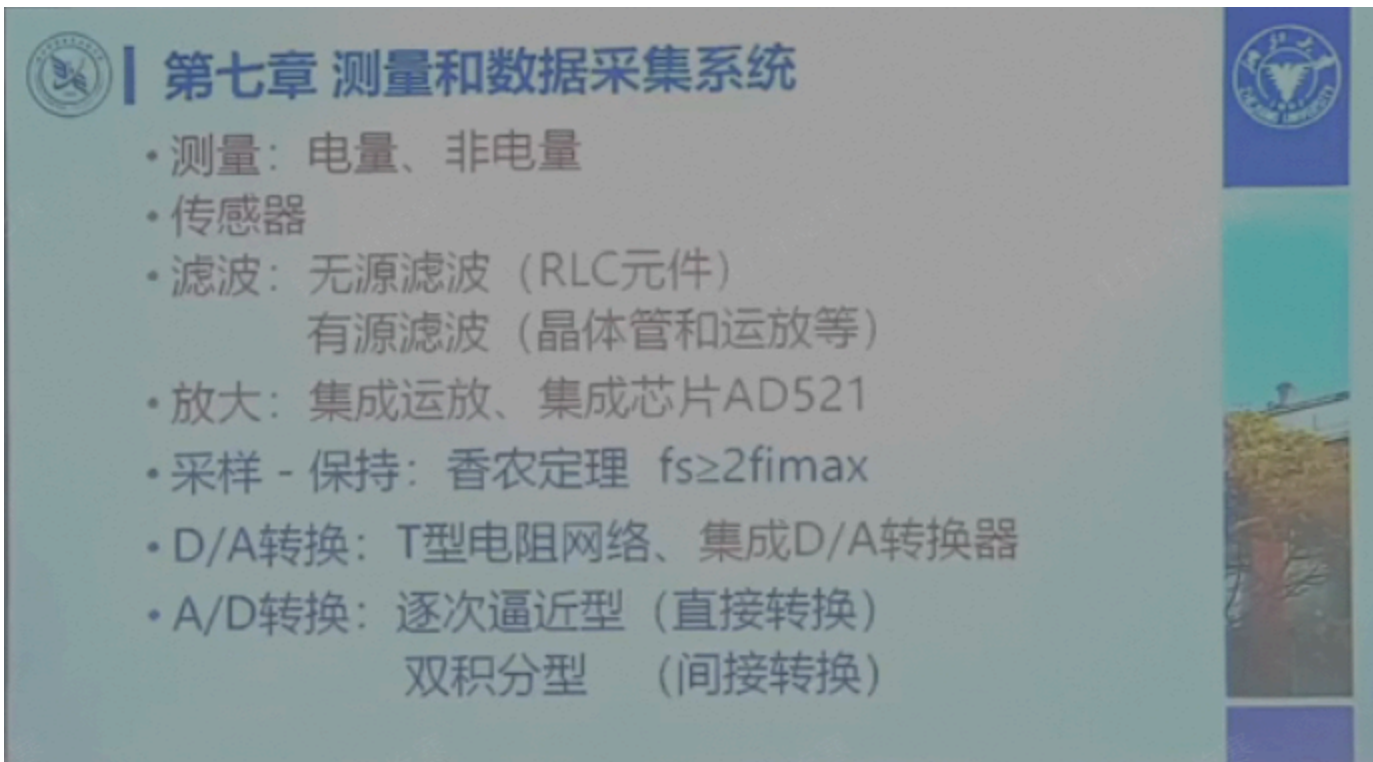 第七章 测量和数据采集系统
• 测量：电量、非电量
• 传感器
• 滤波：无源滤波（RLC元件）
有源滤波（晶体管和运放等）
• 放大：集成运放、集成芯片AD521
• 采样 - 保持：香农定理 fs≥2fimax
• D/A转换：T型电阻网络、集成D/A转换器
• A/D转换：逐次逼近型（直接转换）
双积分型 （间接转换）